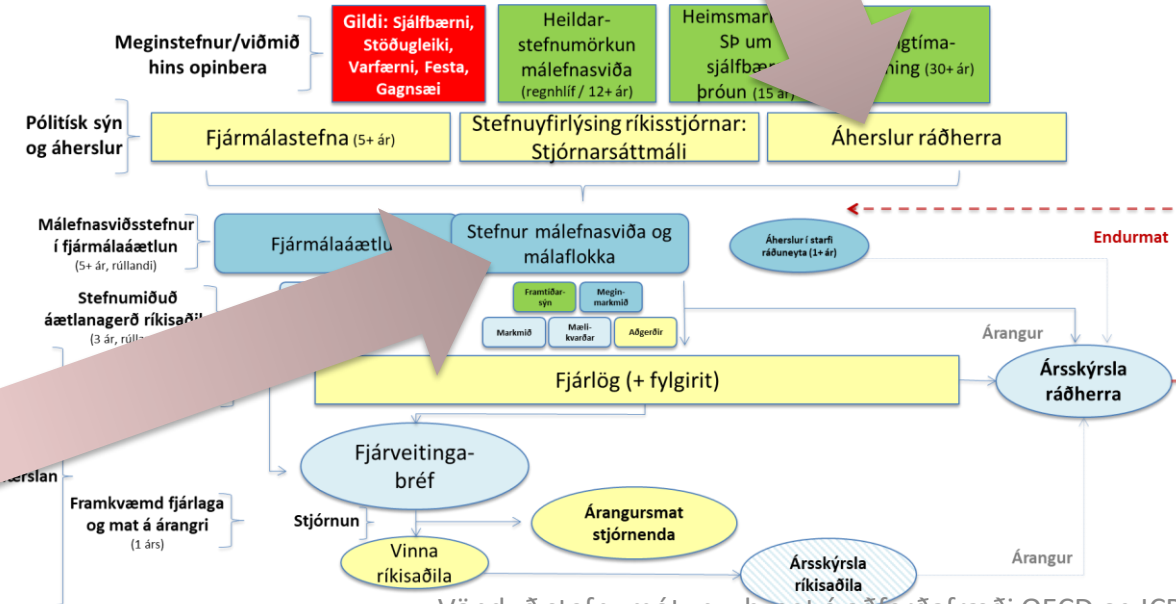 Meginstefnur/viðmið
hins opinbera
Gildi: Sjálfbærni,
Stöðugleiki,
Varfærni, Festa,
Gagnsæi
Heildar-
stefnumörkun
málefnasviða
(regnhlíf / 12+ ár)
SÞ um
þróun (15 ár)
(30+ ár)
Pólitísk sýn
og áherslur
Fjármálastefna (5+ ár)
Stefnuyfirlýsing ríkisstjórnar:
Stjórnarsáttmáli
Áherslur ráðherra
Málefnasviðsstefnur
í fjármálaáætlun
(5+ ár, rúllandi)
Stefnur málefnasviða og
málaflokka
Áherslur í starfi
ráðuneyta (1+ ár)
Endurmat
Stefnumiðuð
áætlanagerð
(3 ár,
Framtíðar-
sýn
Megin-
markmið
Markmið
Mæli-
kvarðar
Aðgerðir
Árangur
Fjárlög (+ fylgirit)
Ársskýrsla
ráðherra
Fjárveitinga-
bréf
Framkvæmd fjárlaga
og mat á árangri
(1 árs)
Stjórnun
Árangursmat
stjórnenda
Vinna
ríkisaðila
Ársskýrsla
ríkisaðila
Árangur